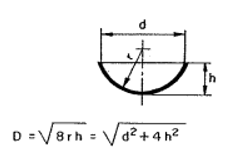 d
r
h
D = √8rh = √d²+4h²